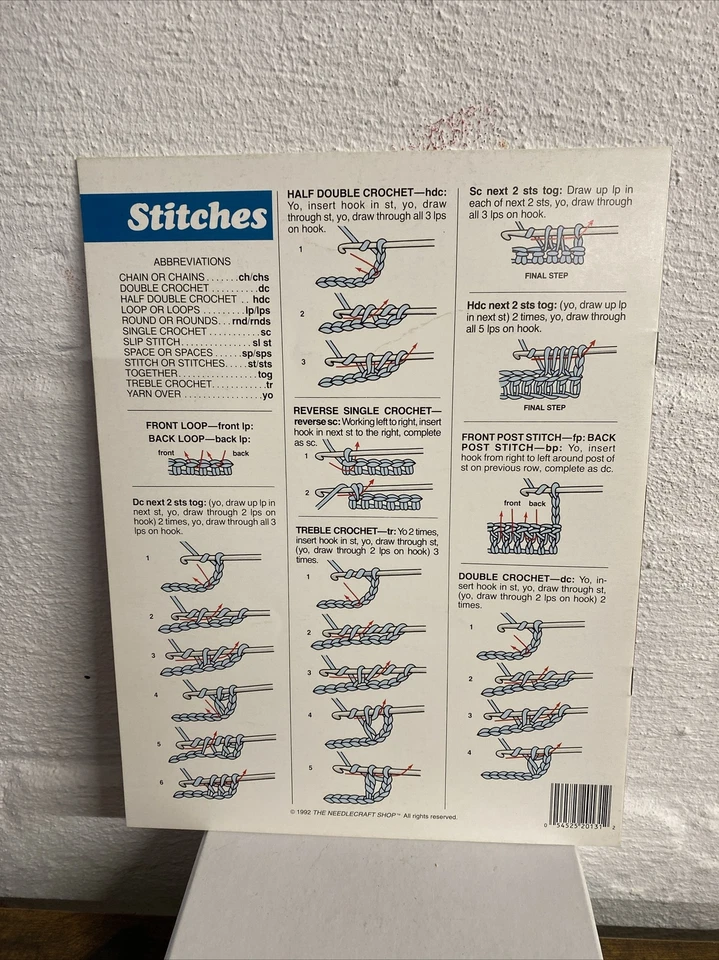 Stitches
ABBREVIATIONS
CHAIN OR CHAINS.......ch/chs
DOUBLE CROCHET..........dc
HALF DOUBLE CROCHET .. hdc
LOOP OR LOOPS.........lp/lps
ROUND OR ROUNDS...rnd/rnds
SINGLE CROCHET............sc
SLIP STITCH...............sl st
SPACE OR SPACES......sp/sps
STITCH OR STITCHES.....st/sts
TOGETHER..................tog
TREBLE CROCHET............tr
YARN OVER.................yo
FRONT LOOP—front lp:
BACK LOOP—back lp:
front back
Dc next 2 sts tog: (yo, draw up lp in
next st, yo, draw through 2 lps on
hook) 2 times, yo, draw through all 3
lps on hook.
1
2
3
4
5
6
HALF DOUBLE CROCHET—hdc:
Yo, insert hook in st, yo, draw
through st, yo, draw through all 3 lps
on hook.
1
2
3
REVERSE SINGLE CROCHET—
reverse sc: Working left to right, insert
hook in next st to the right, complete
as sc.
1
2
TREBLE CROCHET—tr: Yo 2 times,
insert hook in st, yo, draw through st,
(yo, draw through 2 lps on hook) 3
times.
1
2
3
4
5
Sc next 2 sts tog: Draw up lp in
each of next 2 sts, yo, draw through
all 3 lps on hook.
FINAL STEP
Hdc next 2 sts tog: (yo, draw up lp
in next st) 2 times, yo, draw through
all 5 lps on hook.
FINAL STEP
FRONT POST STITCH—fp: BACK
POST STITCH—bp: Yo, insert
hook from right to left around post of
st on previous row, complete as dc.
front back
DOUBLE CROCHET—dc: Yo, in-
sert hook in st, yo, draw through st,
(yo, draw through 2 lps on hook) 2
times.
1
2
3
4
© 1992 THE NEEDLECRAFT SHOP™ All rights reserved.
0 54525 20131 2